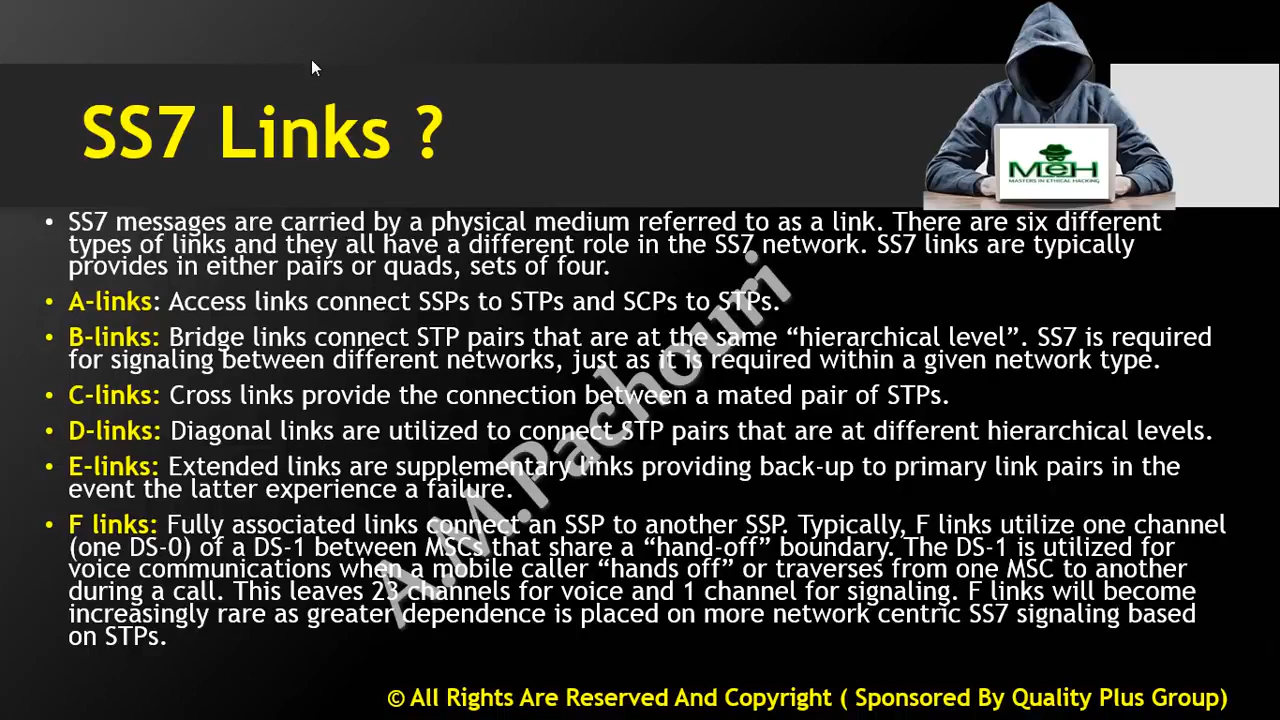 SS7 Links ?
MeH
MASTERS IN ETHICAL HACKING
• SS7 messages are carried by a physical medium referred to as a link. There are six different
types of links and they all have a different role in the SS7 network. SS7 links are typically
provides in either pairs or quads, sets of four.
• A-links: Access links connect SSPs to STPs and SCPs to STPs.
• B-links: Bridge links connect STP pairs that are at the same “hierarchical level”. SS7 is required
for signaling between different networks, just as it is required within a given network type.
• C-links: Cross links provide the connection between a mated pair of STPs.
• D-links: Diagonal links are utilized to connect STP pairs that are at different hierarchical levels.
• E-links: Extended links are supplementary links providing back-up to primary link pairs in the
event the latter experience a failure.
• F links: Fully associated links connect an SSP to another SSP. Typically, F links utilize one channel
(one DS-0) of a DS-1 between MSCs that share a “hand-off” boundary. The DS-1 is utilized for
voice communications when a mobile caller “hands off” or traverses from one MSC to another
during a call. This leaves 23 channels for voice and 1 channel for signaling. F links will become
increasingly rare as greater dependence is placed on more network centric SS7 signaling based
on STPs.
A.M.Pachouri
© All Rights Are Reserved And Copyright ( Sponsored By Quality Plus Group)